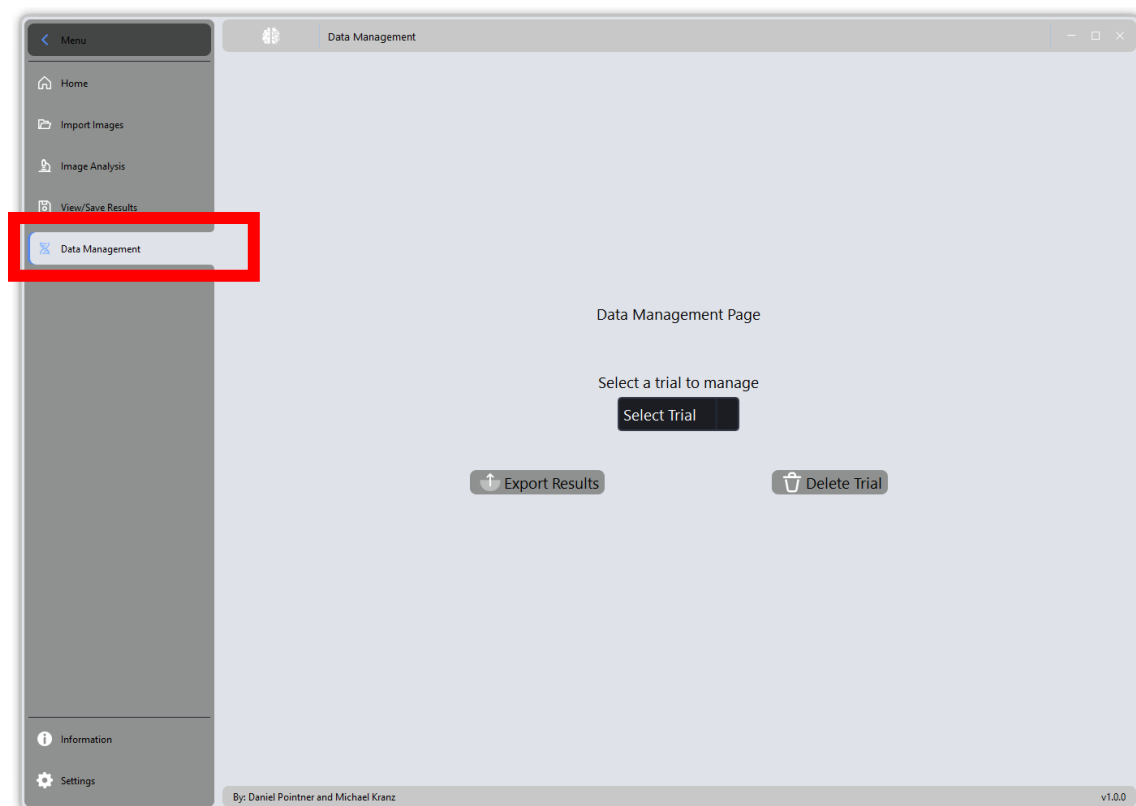 Menu
Data Management
Home
Import Images
Image Analysis
View/Save Results
Data Management
Data Management Page
Select a trial to manage
Select Trial
Export Results
Delete Trial
Information
Settings
By: Daniel Pointner and Michael Kranz
v1.0.0